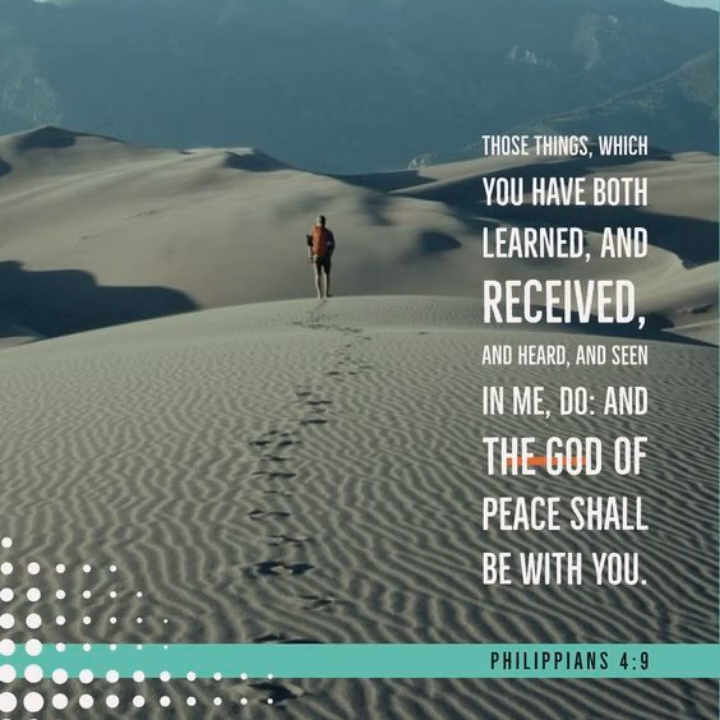 THOSE THINGS, WHICH
YOU HAVE BOTH
LEARNED, AND
RECEIVED,
AND HEARD, AND SEEN
IN ME, DO: AND
THE GOD OF
PEACE SHALL
BE WITH YOU.
PHILIPPIANS 4:9